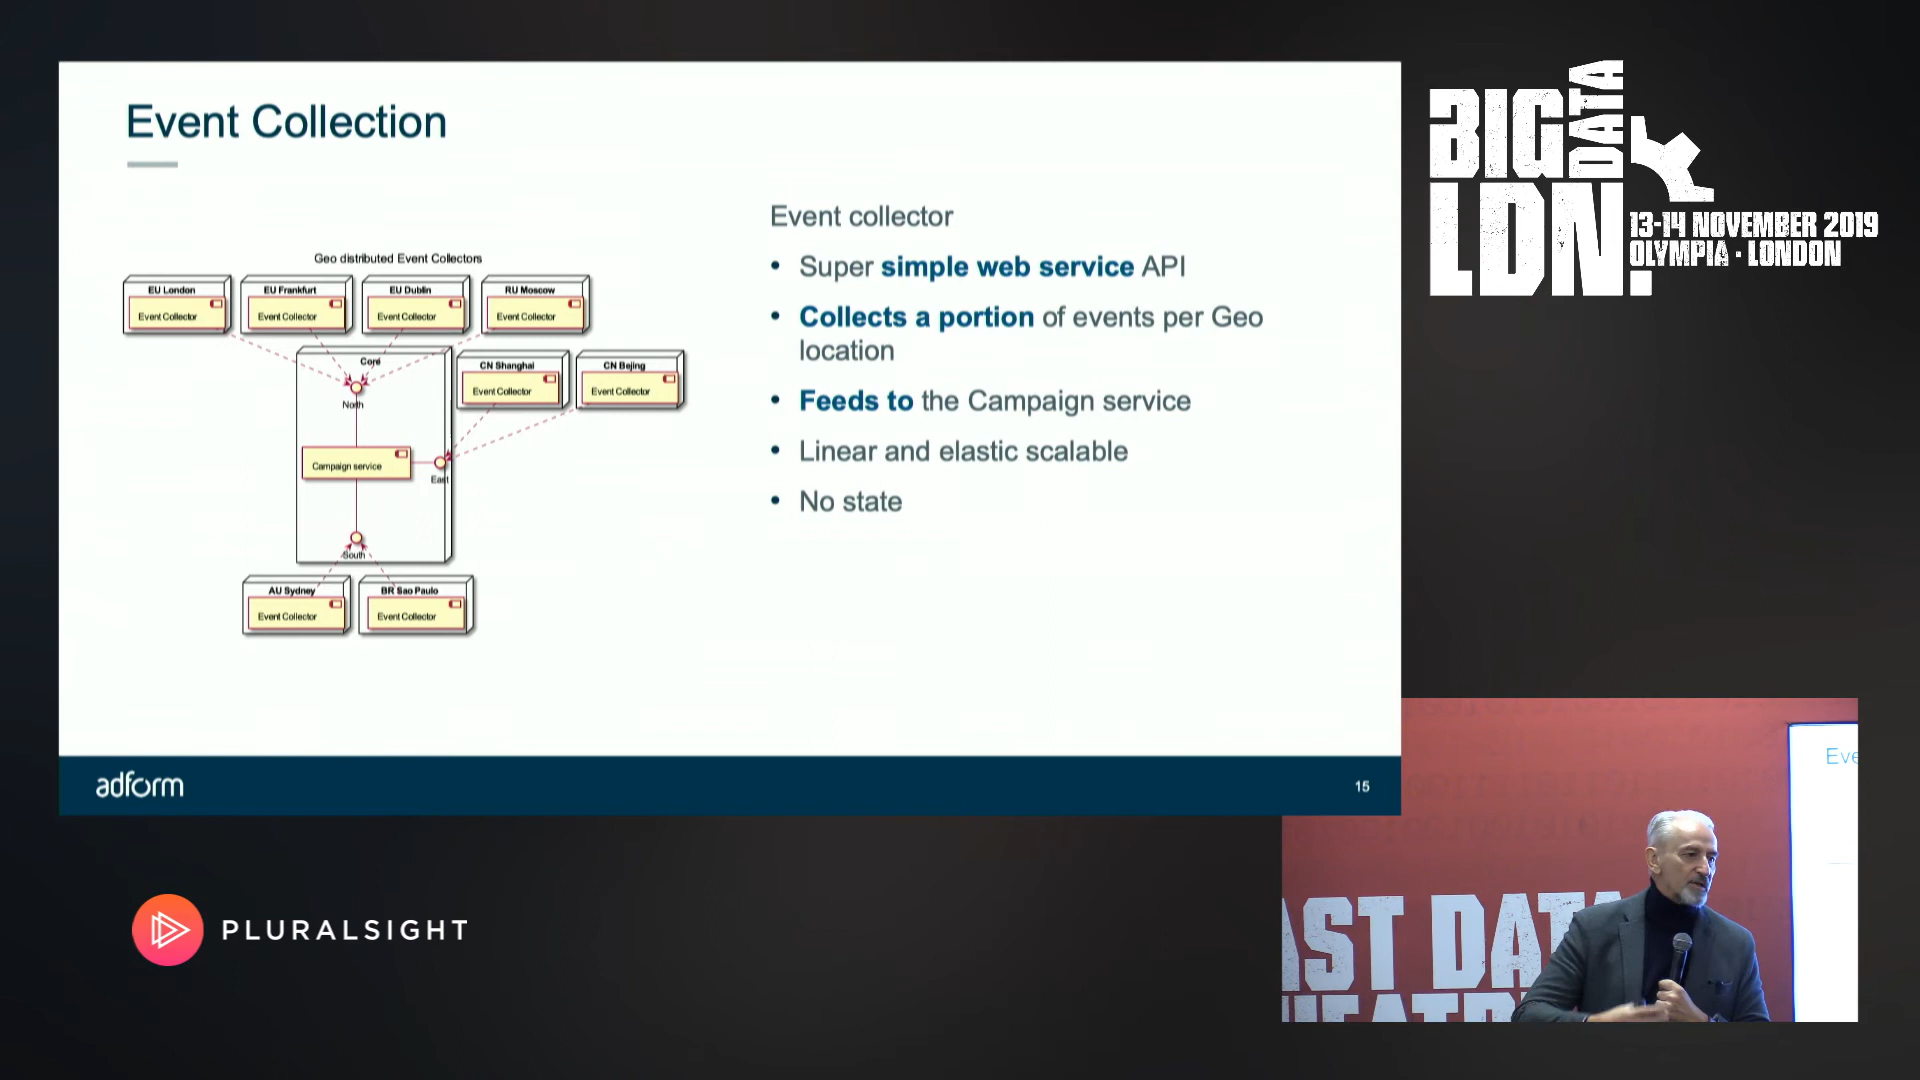 Event Collection
Geo distributed Event Collectors
EU London
Event Collector
EU Frankfurt
Event Collector
EU Dublin
Event Collector
RU Moscow
Event Collector
Core
North
CN Shanghai
Event Collector
CN Bejing
Event Collector
Campaign service
East
South
AU Sydney
Event Collector
BR Sao Paulo
Event Collector
Event collector
• Super simple web service API
• Collects a portion of events per Geo
location
• Feeds to the Campaign service
• Linear and elastic scalable
• No state
adform
15
BIG
DATA
LDN.
13-14 NOVEMBER 2019
OLYMPIA · LONDON
PLURALSIGHT
Eve
AST DATA
HEATR